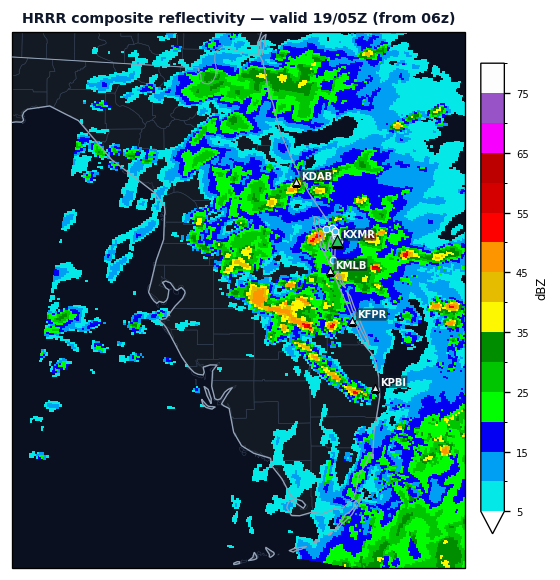 HRRR composite reflectivity — valid 19/05Z (from 06z)
KDAB
KXMR
KMLB
KFPR
KPBI
75
65
55
45
35
25
15
5
dBZ